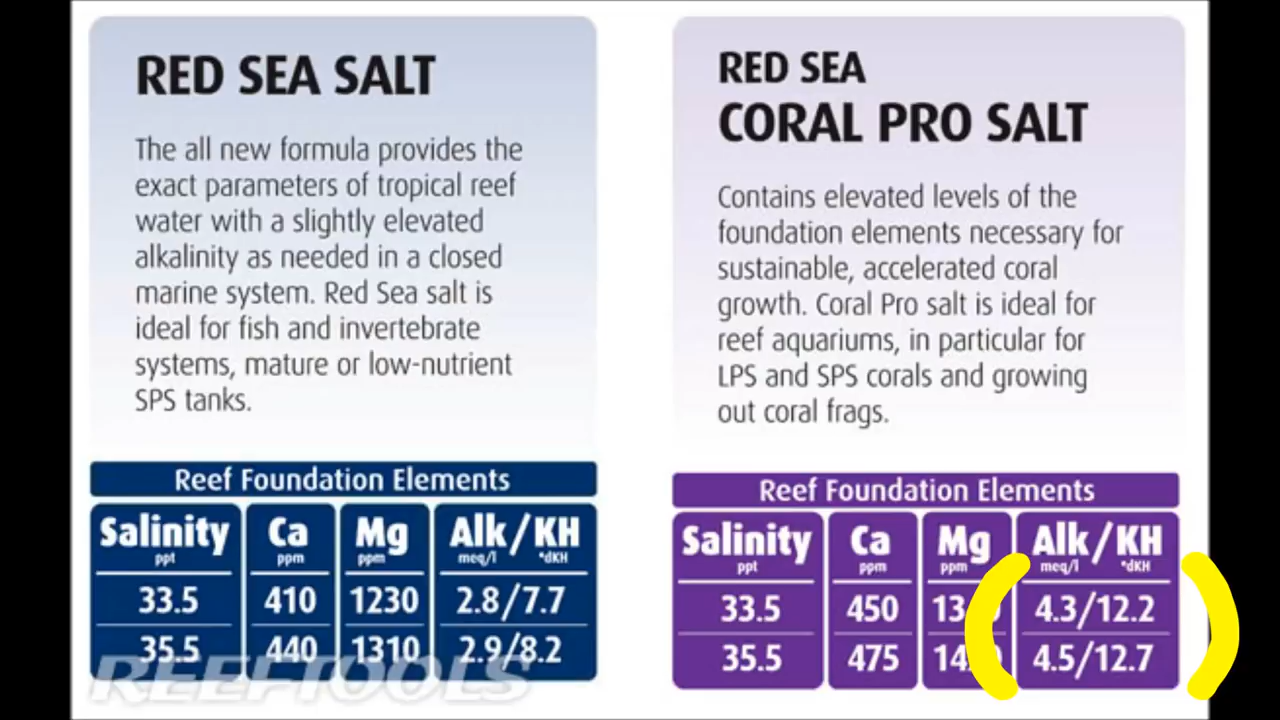 RED SEA SALT
The all new formula provides the
exact parameters of tropical reef
water with a slightly elevated
alkalinity as needed in a closed
marine system. Red Sea salt is
ideal for fish and invertebrate
systems, mature or low-nutrient
SPS tanks.
Reef Foundation Elements
Salinity Ca Mg Alk/KH
ppt ppm ppm meq/l °dKH
33.5 410 1230 2.8/7.7
35.5 440 1310 2.9/8.2
REEFTOOLS
RED SEA
CORAL PRO SALT
Contains elevated levels of the
foundation elements necessary for
sustainable, accelerated coral
growth. Coral Pro salt is ideal for
reef aquariums, in particular for
LPS and SPS corals and growing
out coral frags.
Reef Foundation Elements
Salinity Ca Mg Alk/KH
ppt ppm ppm meq/l °dKH
33.5 450 4.3/12.2
35.5 475 4.5/12.7